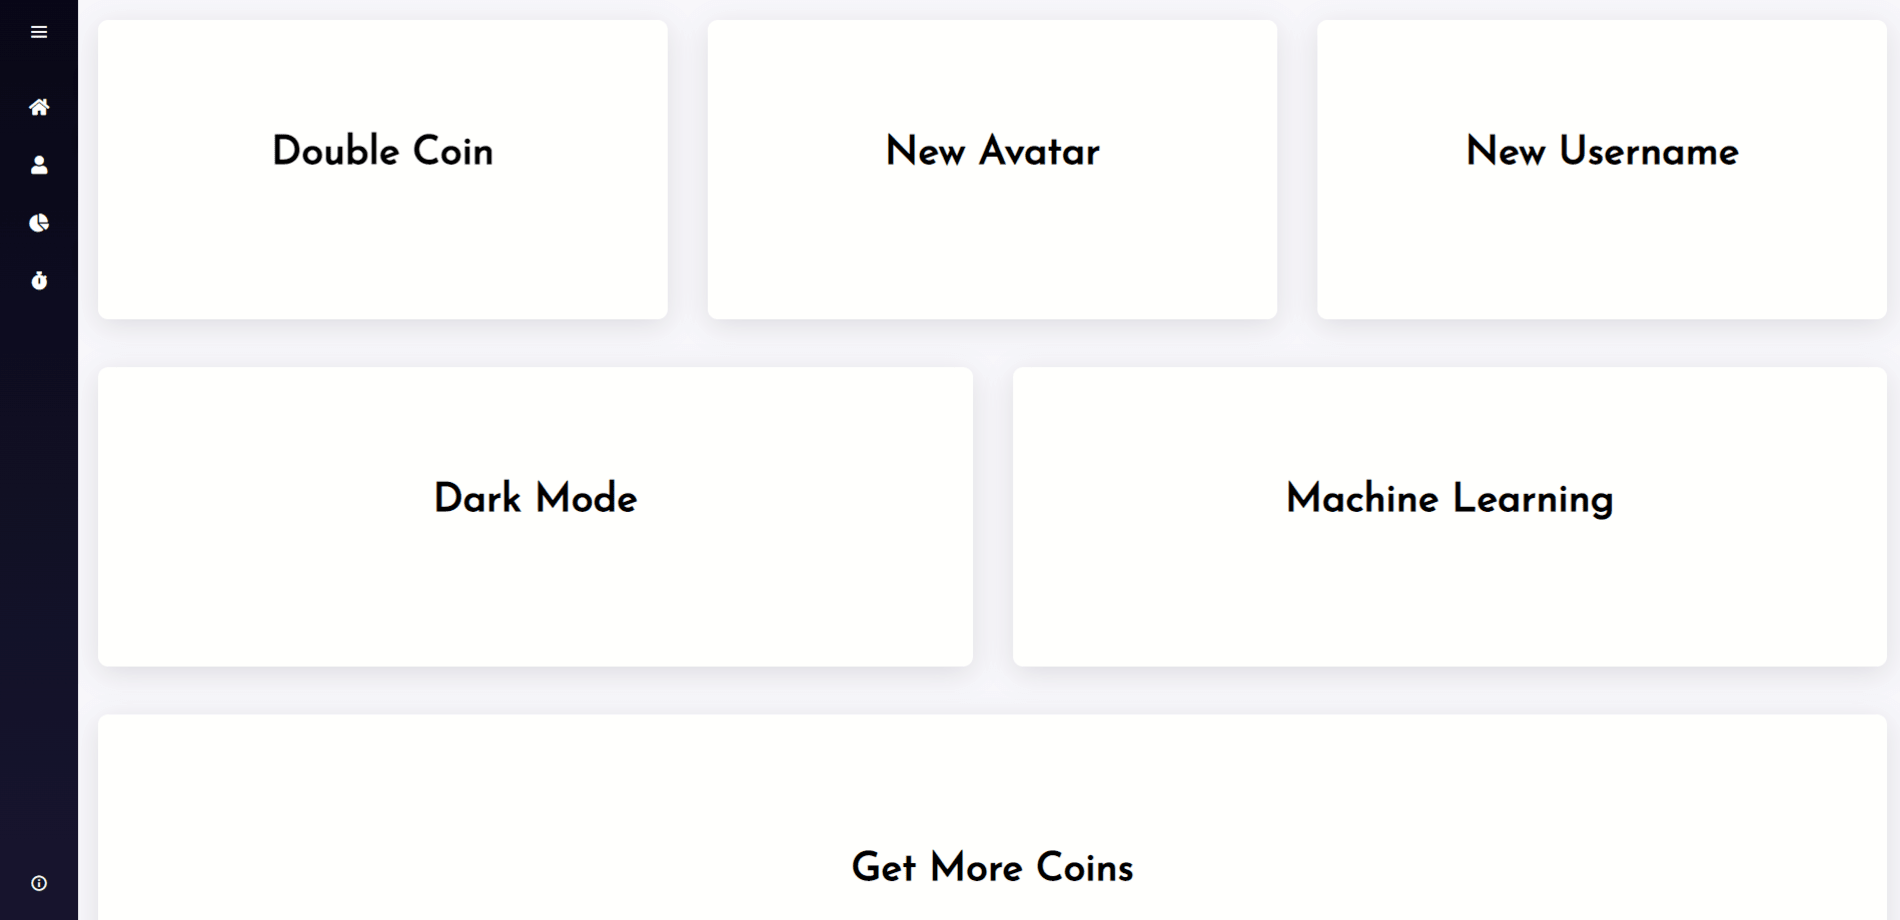 Double Coin
New Avatar
New Username
Dark Mode
Machine Learning
Get More Coins